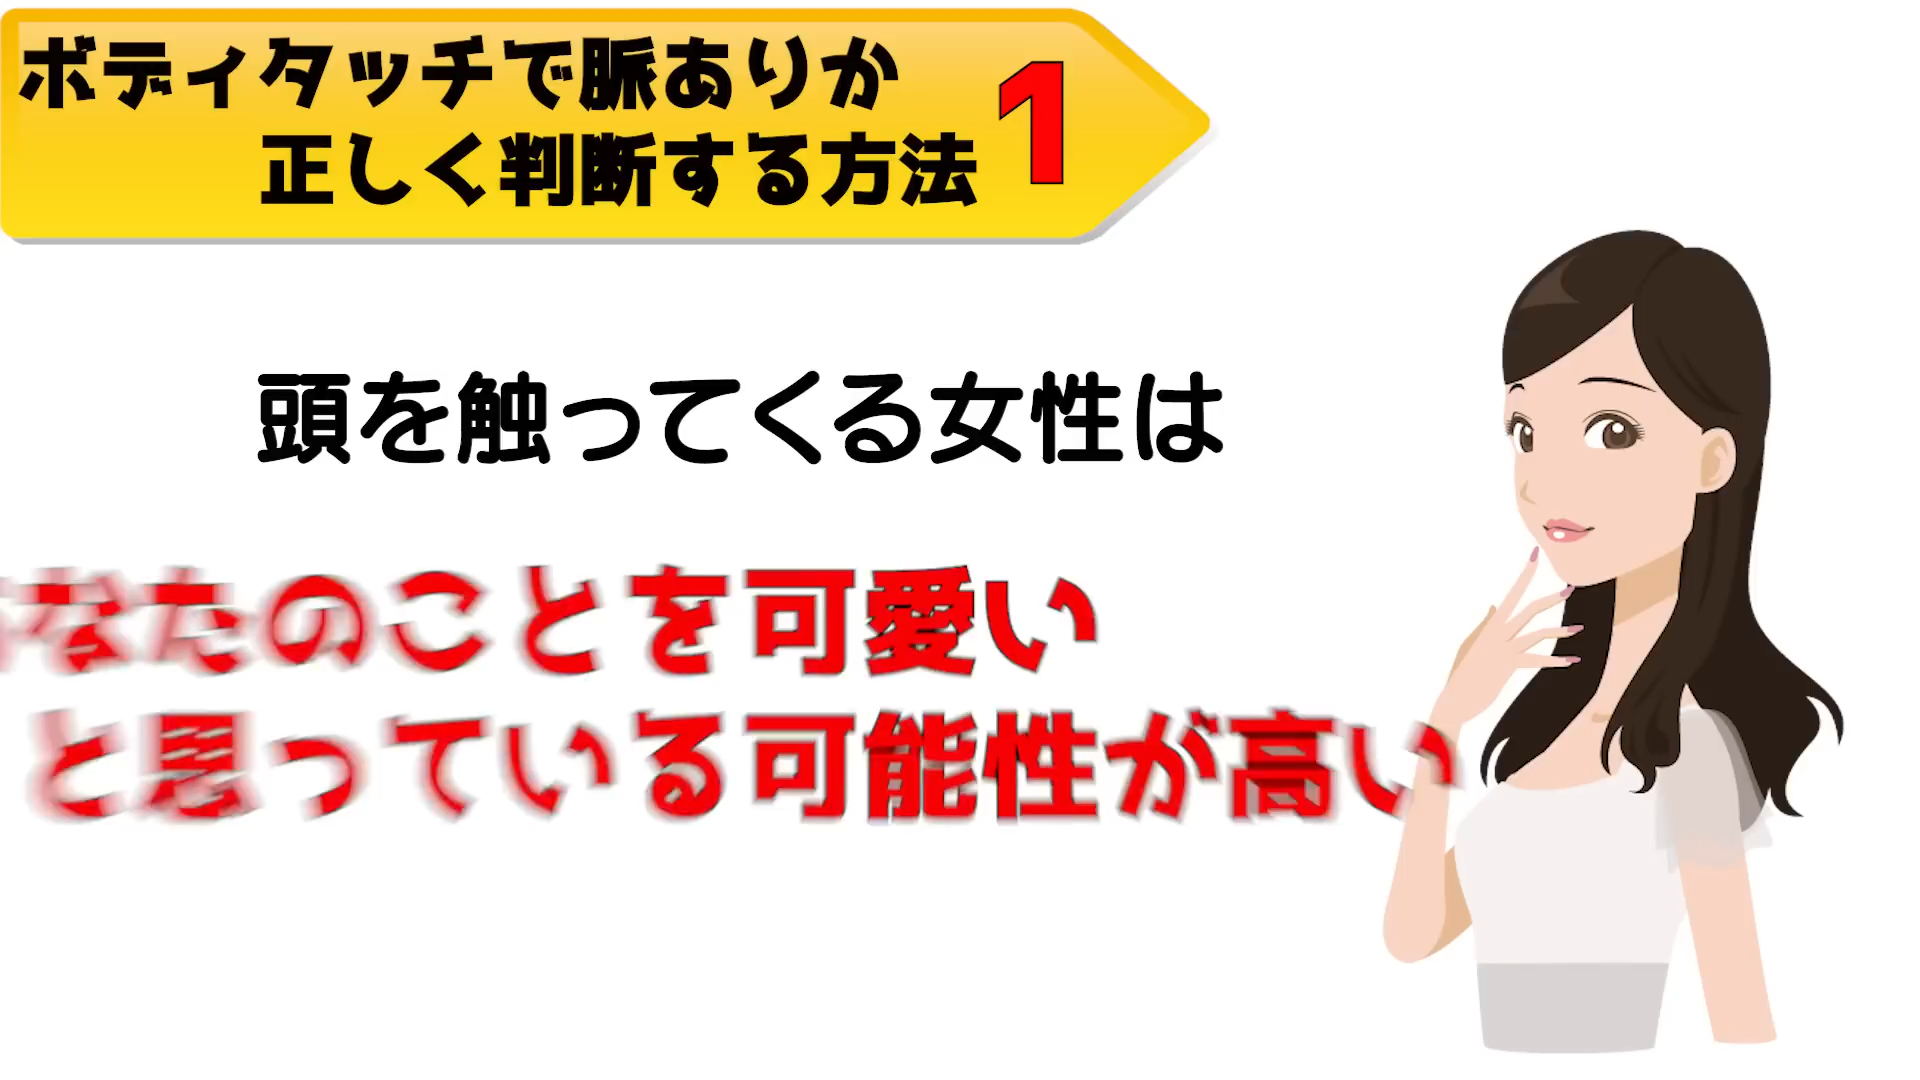 ボディタッチで脈ありか
正しく判断する方法
1
頭を触ってくる女性は
あなたのことを可愛い
と思っている可能性が高い